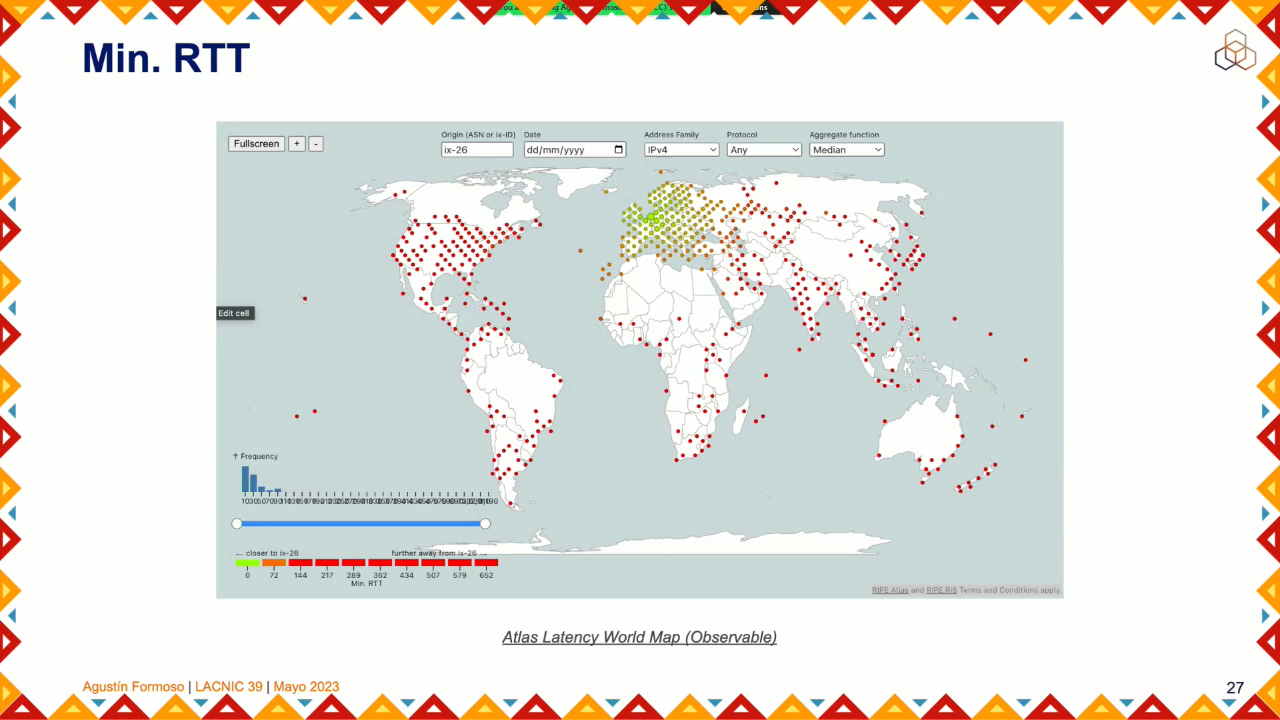 Min. RTT
Fullscreen + -
Origin (ASN or ix-ID) Date Address Family Protocol Aggregate function
ix-26 dd/mm/yyyy IPv4 Any Median
Edit cell
↑ Frequency
← closer to ix-26 further away from ix-26 →
0 72 144 217 289 362 434 507 579 652
Min. RTT
RIPE Atlas and RIPE RIS Terms and Conditions apply.
Atlas Latency World Map (Observable)
Agustín Formoso | LACNIC 39 | Mayo 2023
27